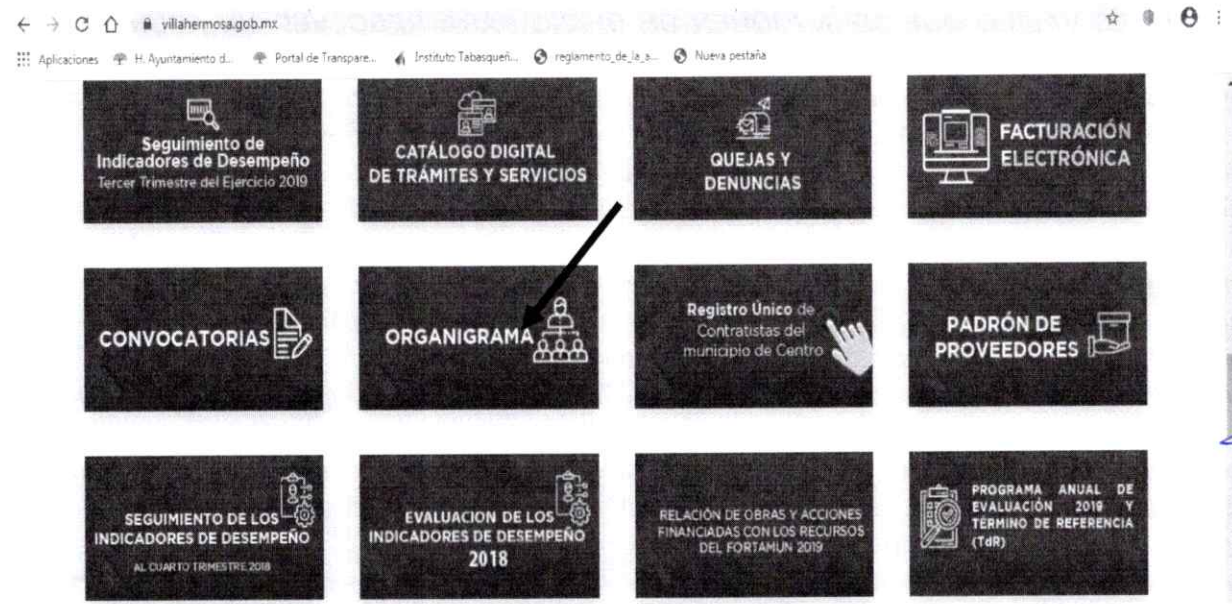 villahermosa.gob.mx
Aplicaciones H. Ayuntamiento d... Portal de Transpare... Instituto Tabasqueñ... reglamento_de_la_a... Nueva pestaña
Seguimiento de
Indicadores de Desempeño
Tercer Trimestre del Ejercicio 2019
CATÁLOGO DIGITAL
DE TRÁMITES Y SERVICIOS
QUEJAS Y
DENUNCIAS
FACTURACIÓN
ELECTRÓNICA
CONVOCATORIAS
ORGANIGRAMA
Registro Único de
Contratistas del
municipio de Centro
PADRÓN DE
PROVEEDORES
SEGUIMIENTO DE LOS
INDICADORES DE DESEMPEÑO
AL CUARTO TRIMESTRE 2018
EVALUACION DE LOS
INDICADORES DE DESEMPEÑO
2018
RELACIÓN DE OBRAS Y ACCIONES
FINANCIADAS CON LOS RECURSOS
DEL FORTAMUN 2019
PROGRAMA ANUAL DE
EVALUACIÓN 2019 Y
TÉRMINO DE REFERENCIA
(TdR)